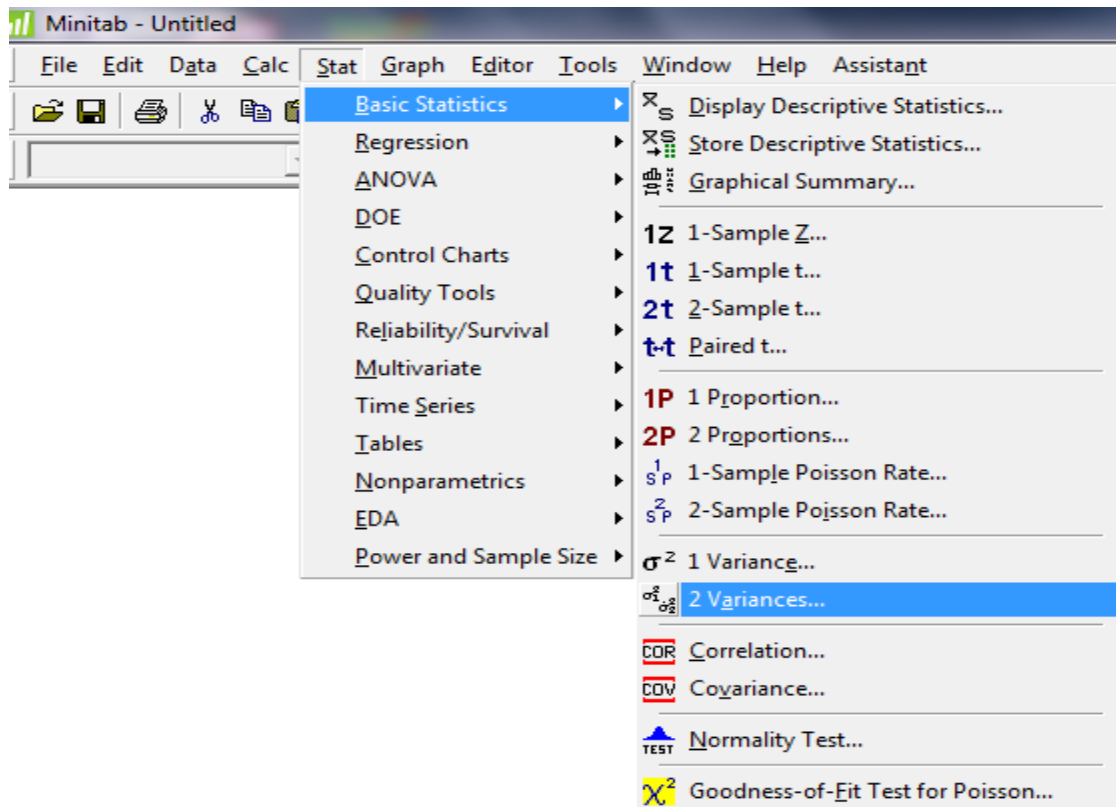 Minitab - Untitled
File Edit Data Calc Stat Graph Editor Tools Window Help Assistant
Basic Statistics
Regression
ANOVA
DOE
Control Charts
Quality Tools
Reliability/Survival
Multivariate
Time Series
Tables
Nonparametrics
EDA
Power and Sample Size
x̄ s Display Descriptive Statistics...
x̄ s Store Descriptive Statistics...
Graphical Summary...
1Z 1-Sample Z...
1t 1-Sample t...
2t 2-Sample t...
t-t Paired t...
1P 1 Proportion...
2P 2 Proportions...
S¹P 1-Sample Poisson Rate...
S²P 2-Sample Poisson Rate...
σ² 1 Variance...
σ²₁ σ²₂ 2 Variances...
COR Correlation...
COV Covariance...
TEST Normality Test...
χ² Goodness-of-Fit Test for Poisson...